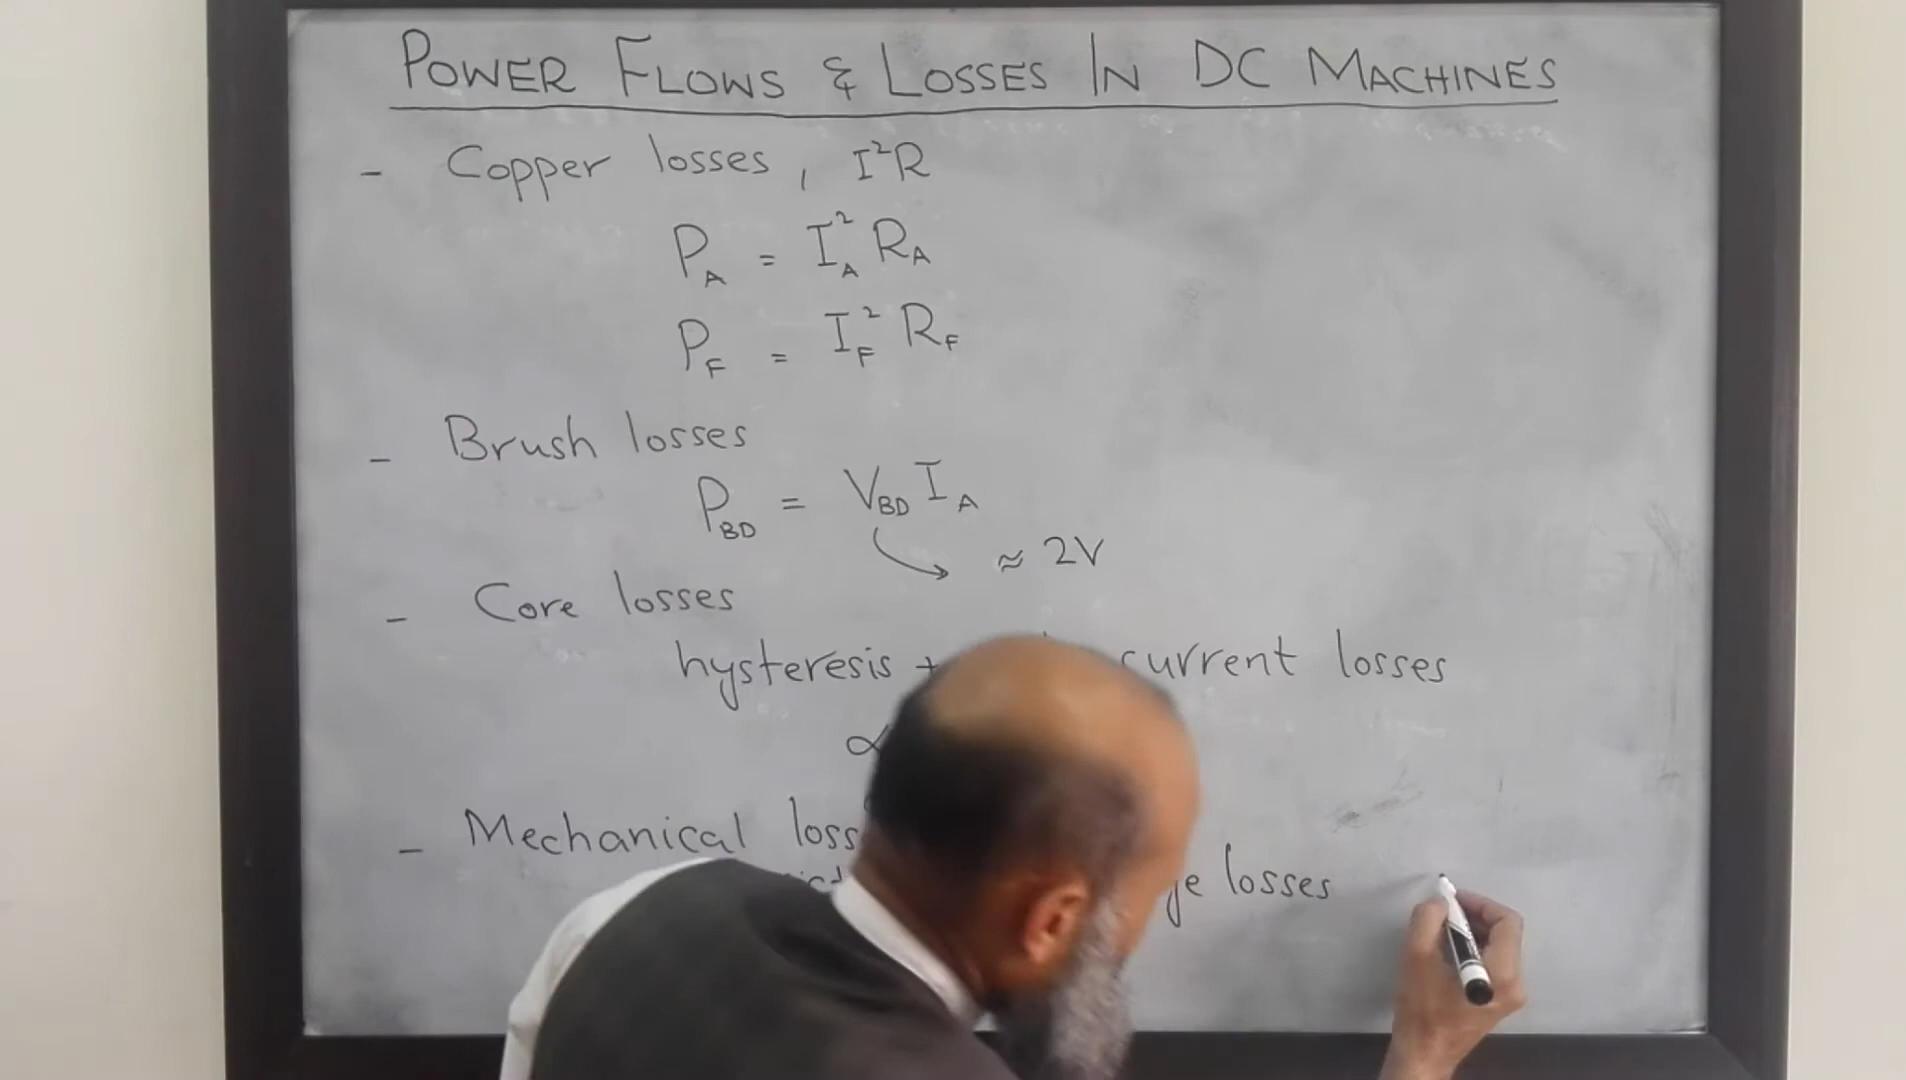 POWER FLOWS & LOSSES IN DC MACHINES
- Copper losses, I²R
P_A = I_A² R_A
P_F = I_F² R_F
- Brush losses
P_BD = V_BD I_A
≈ 2V
- Core losses
hysteresis + current losses
∝
- Mechanical loss
losses